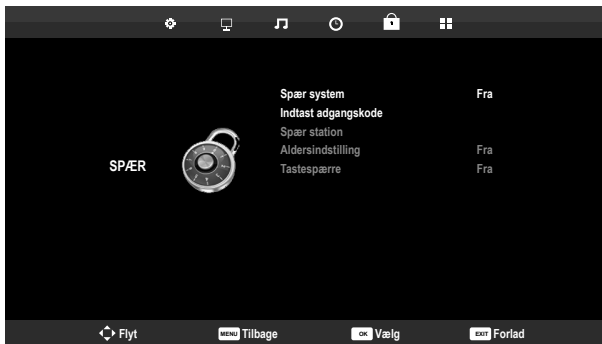 SPÆR
Spær system Fra
Indtast adgangskode
Spær station
Aldersindstilling Fra
Tastespærre Fra
Flyt MENU Tilbage OK Vælg EXIT Forlad